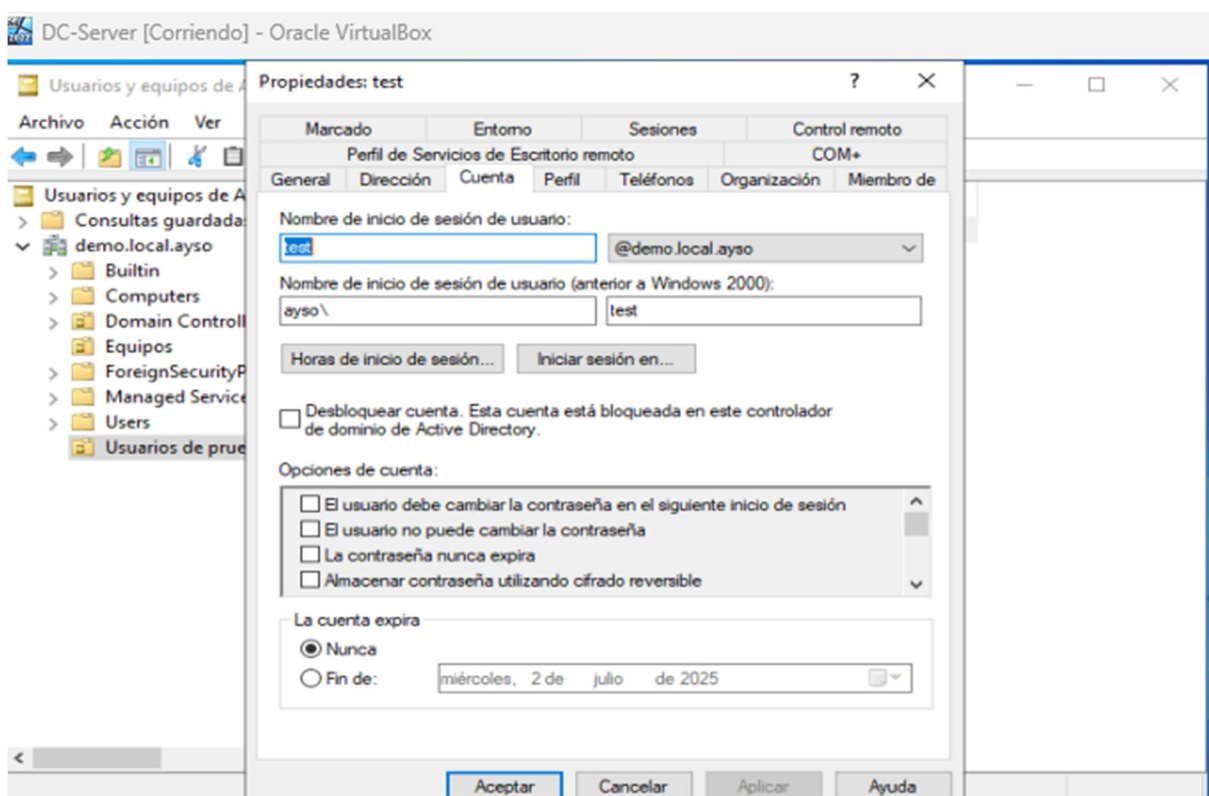 DC-Server [Corriendo] - Oracle VirtualBox
Usuarios y equipos de A
Propiedades: test
?
Archivo Acción Ver
Marcado Entorno Sesiones Control remoto
Perfil de Servicios de Escritorio remoto COM+
General Dirección Cuenta Perfil Teléfonos Organización Miembro de
Usuarios y equipos de A
Consultas guardada
demo.local.ayso
Builtin
Computers
Domain Controll
Equipos
ForeignSecurityP
Managed Service
Users
Usuarios de prue
Nombre de inicio de sesión de usuario:
test @demo.local.ayso
Nombre de inicio de sesión de usuario (anterior a Windows 2000):
ayso\ test
Horas de inicio de sesión... Iniciar sesión en...
Desbloquear cuenta. Esta cuenta está bloqueada en este controlador
de dominio de Active Directory.
Opciones de cuenta:
El usuario debe cambiar la contraseña en el siguiente inicio de sesión
El usuario no puede cambiar la contraseña
La contraseña nunca expira
Almacenar contraseña utilizando cifrado reversible
La cuenta expira
Nunca
Fin de: miércoles, 2 de julio de 2025
Aceptar Cancelar Aplicar Ayuda